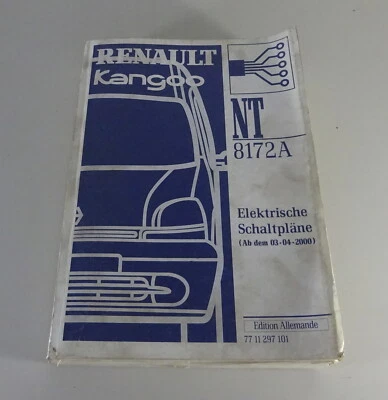 RENAULT
Kangoo
NT
8172A
Elektrische
Schaltpläne
(Ab dem 03-04-2000)
Edition Allemande
77 11 297 101